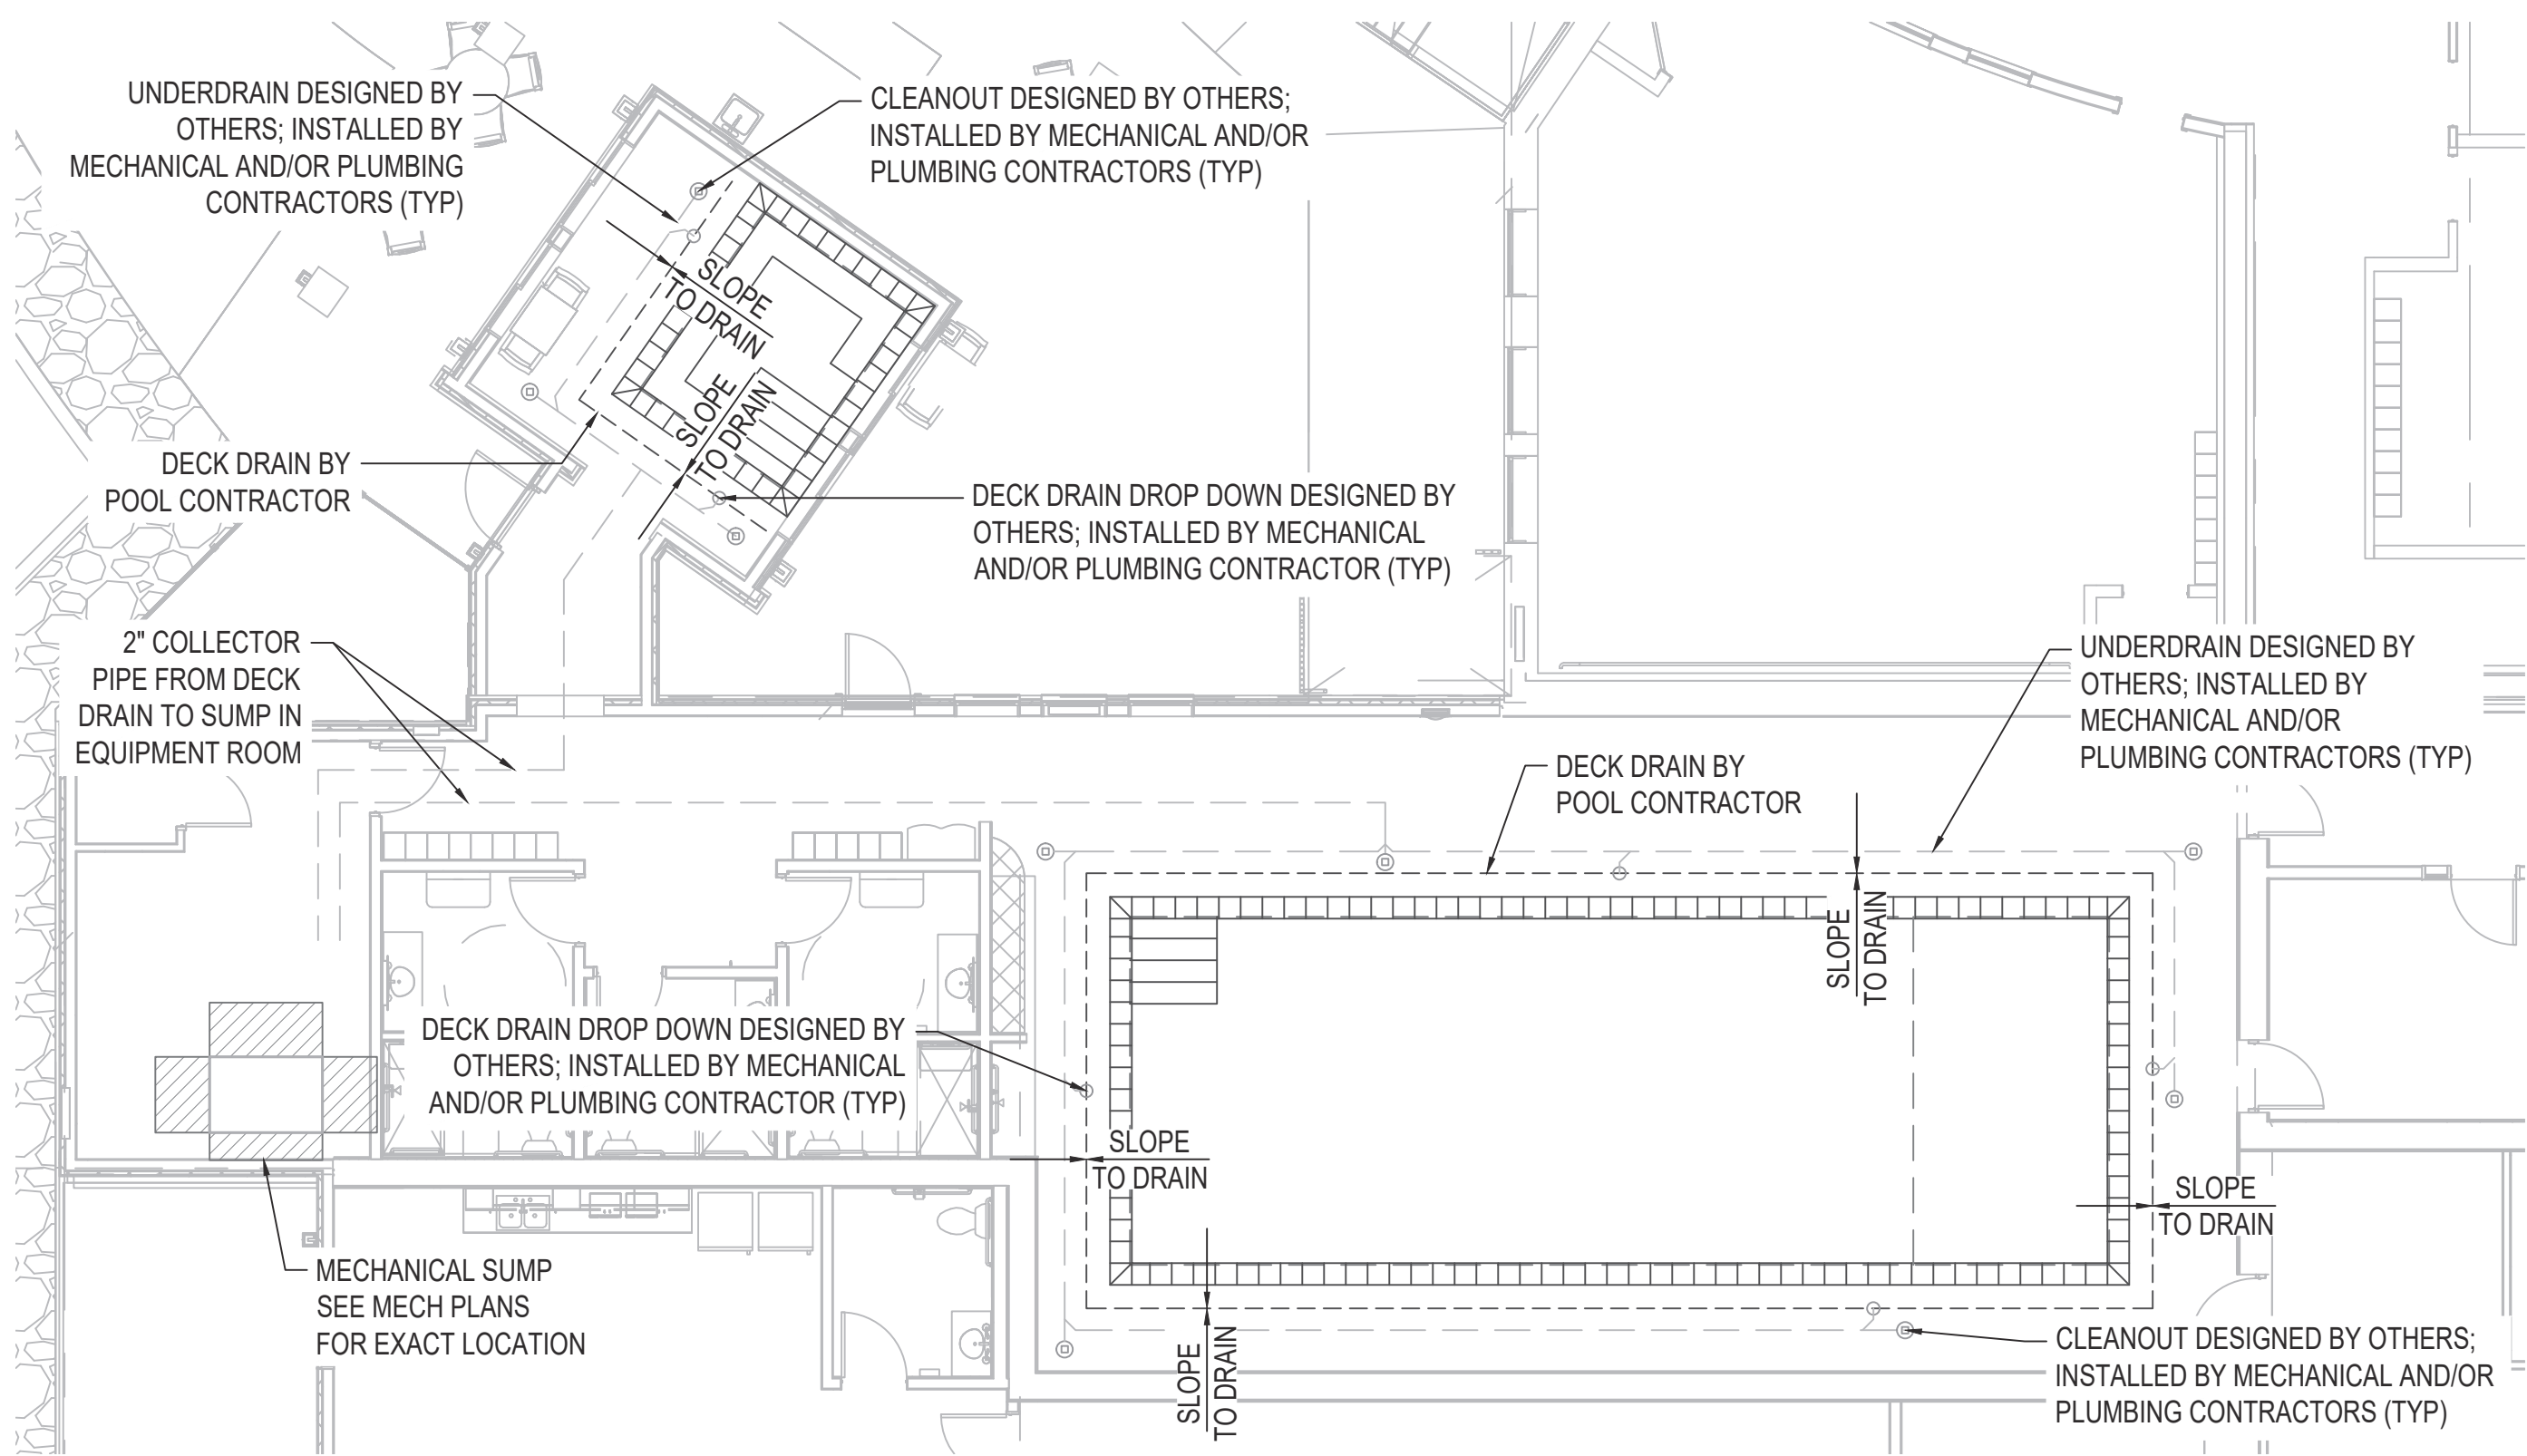 UNDERDRAIN DESIGNED BY
OTHERS; INSTALLED BY
MECHANICAL AND/OR PLUMBING
CONTRACTORS (TYP)
CLEANOUT DESIGNED BY OTHERS;
INSTALLED BY MECHANICAL AND/OR
PLUMBING CONTRACTORS (TYP)
SLOPE
TO DRAIN
SLOPE
TO DRAIN
DECK DRAIN BY
POOL CONTRACTOR
DECK DRAIN DROP DOWN DESIGNED BY
OTHERS; INSTALLED BY MECHANICAL
AND/OR PLUMBING CONTRACTOR (TYP)
2" COLLECTOR
PIPE FROM DECK
DRAIN TO SUMP IN
EQUIPMENT ROOM
UNDERDRAIN DESIGNED BY
OTHERS; INSTALLED BY
MECHANICAL AND/OR
PLUMBING CONTRACTORS (TYP)
DECK DRAIN BY
POOL CONTRACTOR
SLOPE
TO DRAIN
DECK DRAIN DROP DOWN DESIGNED BY
OTHERS; INSTALLED BY MECHANICAL
AND/OR PLUMBING CONTRACTOR (TYP)
SLOPE
TO DRAIN
SLOPE
TO DRAIN
MECHANICAL SUMP
SEE MECH PLANS
FOR EXACT LOCATION
SLOPE
TO DRAIN
CLEANOUT DESIGNED BY OTHERS;
INSTALLED BY MECHANICAL AND/OR
PLUMBING CONTRACTORS (TYP)